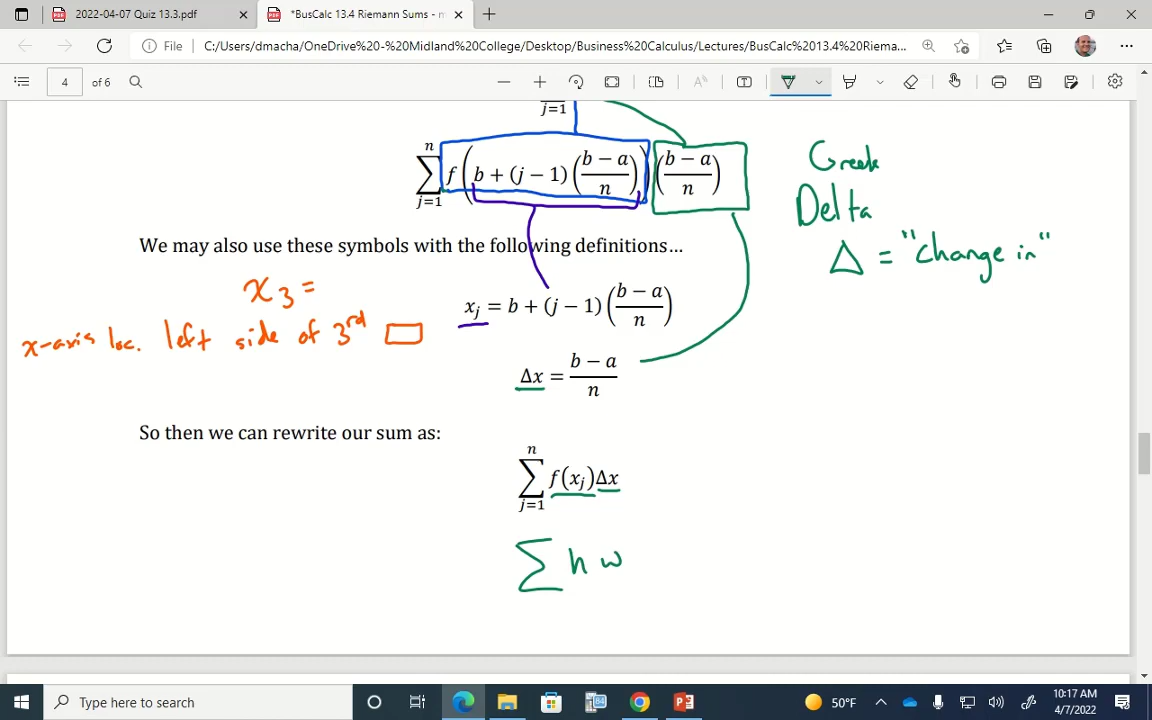 2022-04-07 Quiz 13.3.pdf
*BusCalc 13.4 Riemann Sums - m
File C:/Users/dmacha/OneDrive%20-%20Midland%20College/Desktop/Business%20Calculus/Lectures/BusCalc%2013.4%20Riema...
4 of 6
j=1
n
∑ f(b + (j − 1)((b − a)/n))((b − a)/n)
j=1
Greek
Delta
Δ = "change in"
We may also use these symbols with the following definitions…
x₃ =
x-axis loc. left side of 3rd
xⱼ = b + (j − 1)((b − a)/n)
Δx = (b − a)/n
So then we can rewrite our sum as:
n
∑ f(xⱼ)Δx
j=1
∑ h w
Type here to search
50°F
10:17 AM
4/7/2022